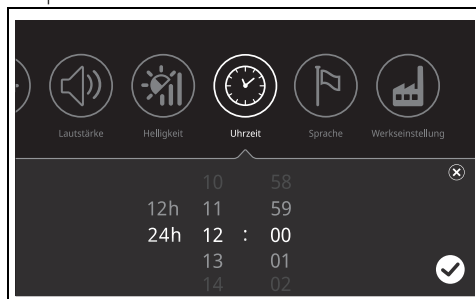 Lautstärke Helligkeit Uhrzeit Sprache Werkseinstellung
10 58
12h 11 59
24h 12 : 00
13 01
14 02